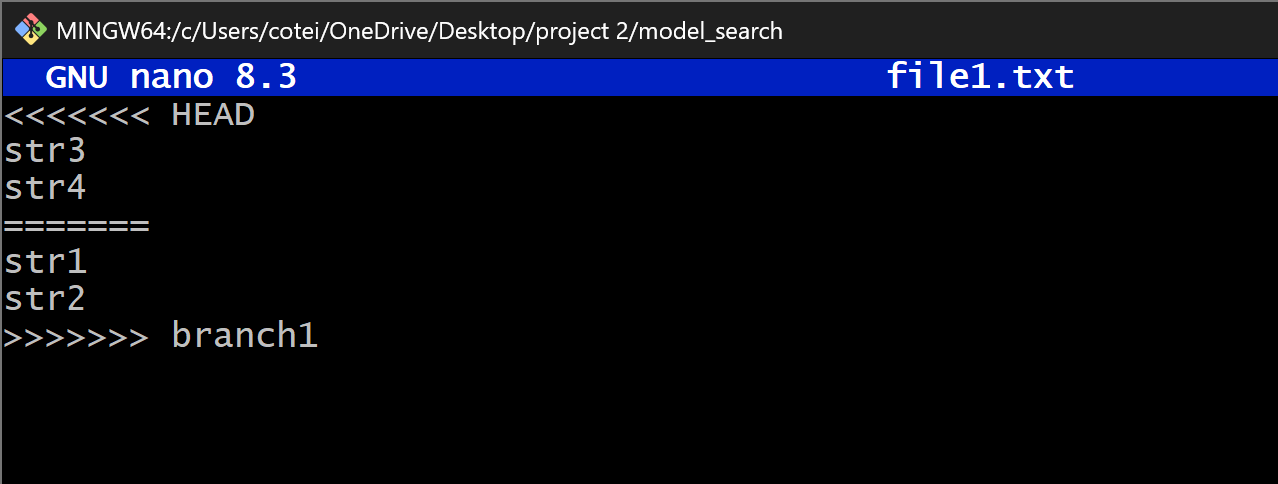 MINGW64:/c/Users/cotei/OneDrive/Desktop/project 2/model_search
GNU nano 8.3 file1.txt
<<<<<<< HEAD
str3
str4
=======
str1
str2
>>>>>>> branch1